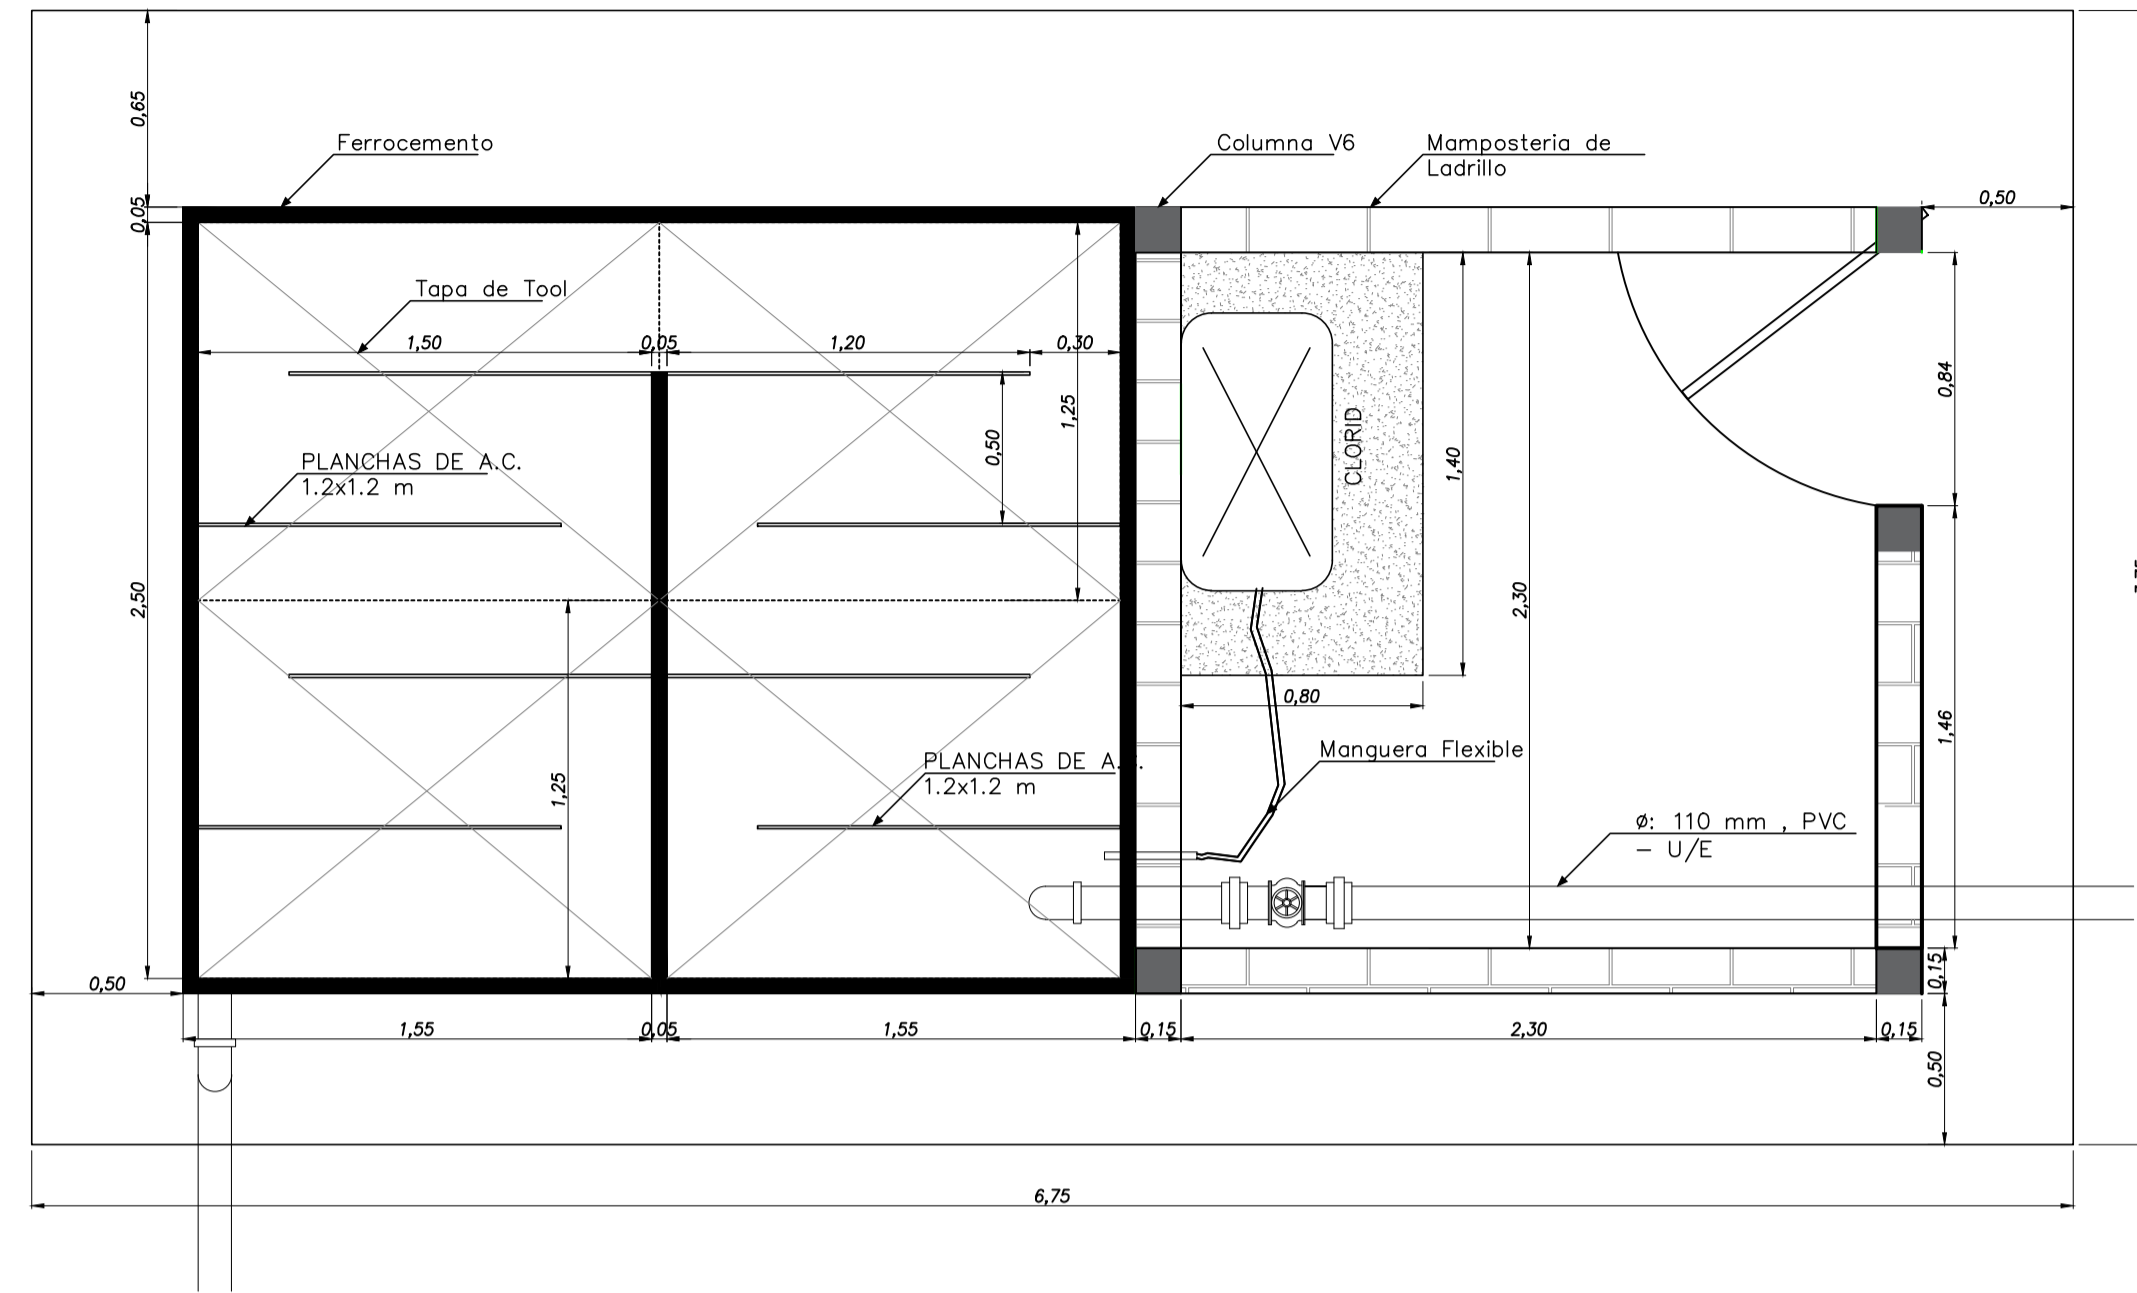 0,65
0,05
Ferrocemento
Columna V6
Mamposteria de
Ladrillo
0,50
Tapa de Tool
1,50
0,05
1,20
0,30
1,25
0,50
PLANCHAS DE A.C.
1.2x1.2 m
CLORID
1,40
0,84
2,50
2,30
0,80
1,46
1,25
PLANCHAS DE A.
1.2x1.2 m
Manguera Flexible
ø: 110 mm , PVC
– U/E
0,50
0,15
1,55
0,05
1,55
0,15
2,30
0,15
0,50
6,75